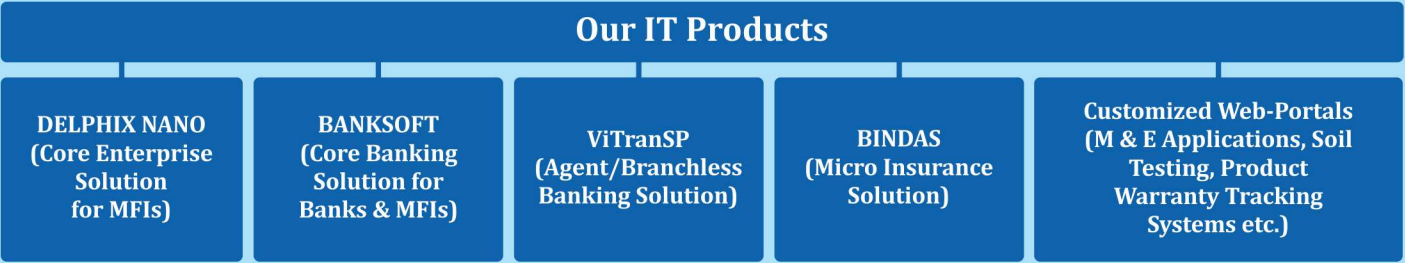 Our IT Products
DELPHIX NANO
(Core Enterprise
Solution
for MFIs)
BANKSOFT
(Core Banking
Solution for
Banks & MFIs)
ViTranSP
(Agent/Branchless
Banking Solution)
BINDAS
(Micro Insurance
Solution)
Customized Web-Portals
(M & E Applications, Soil
Testing, Product
Warranty Tracking
Systems etc.)